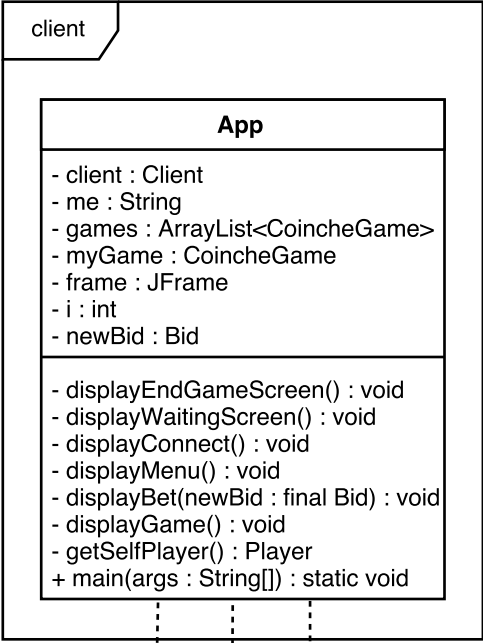 client
App
- client : Client
- me : String
- games : ArrayList<CoincheGame>
- myGame : CoincheGame
- frame : JFrame
- i : int
- newBid : Bid
- displayEndGameScreen() : void
- displayWaitingScreen() : void
- displayConnect() : void
- displayMenu() : void
- displayBet(newBid : final Bid) : void
- displayGame() : void
- getSelfPlayer() : Player
+ main(args : String[]) : static void